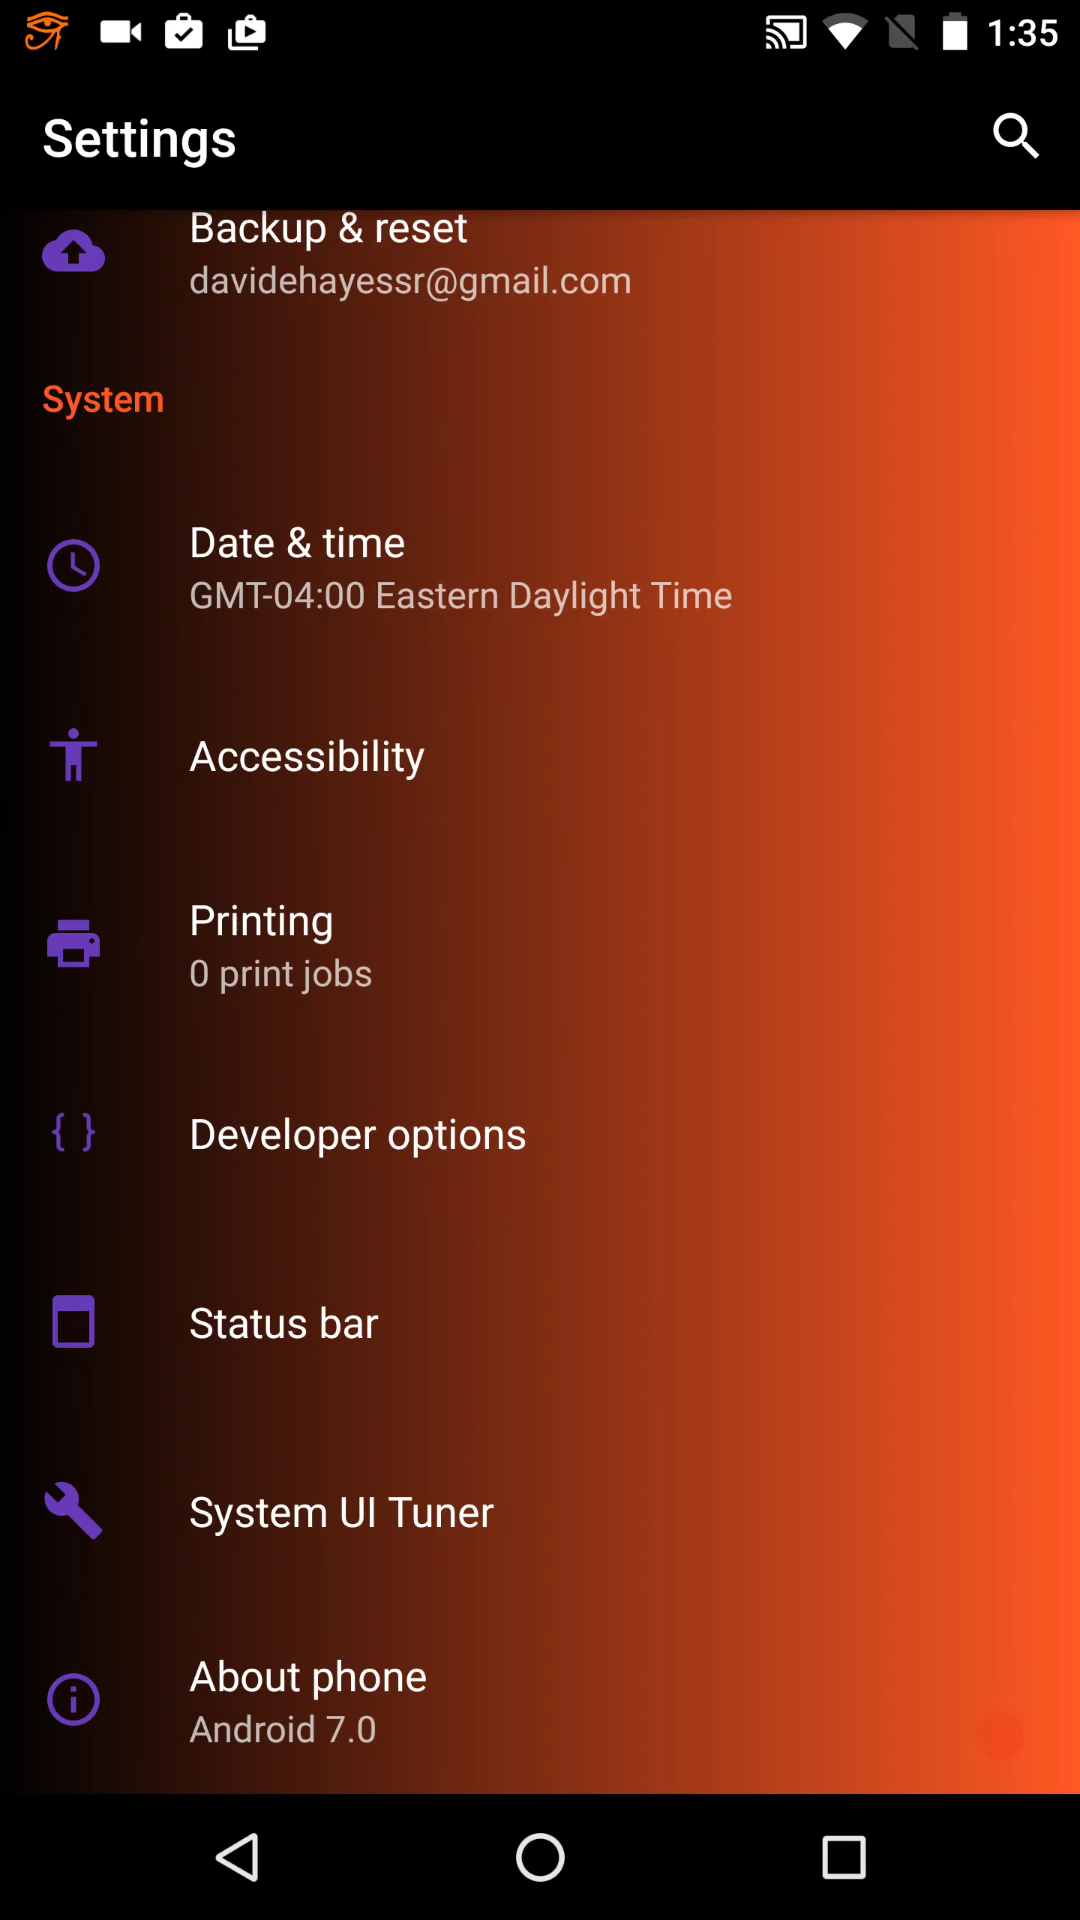 1:35
Settings
Backup & reset
davidehayessr@gmail.com
System
Date & time
GMT-04:00 Eastern Daylight Time
Accessibility
Printing
0 print jobs
Developer options
Status bar
System UI Tuner
About phone
Android 7.0